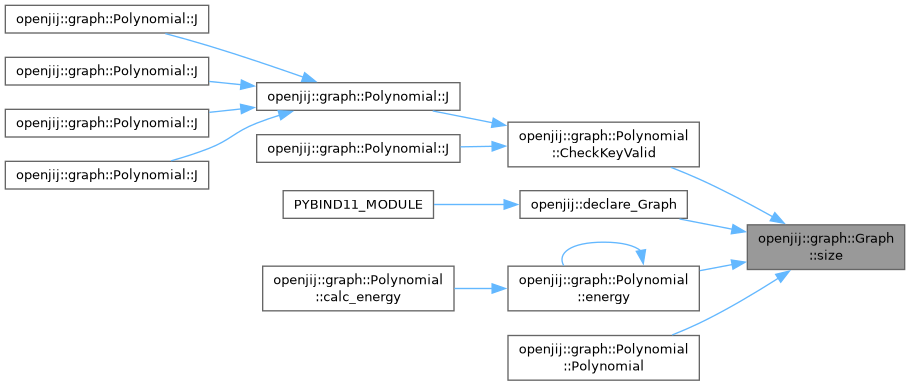 openjij::graph::Polynomial::J
openjij::graph::Polynomial::J
openjij::graph::Polynomial::J
openjij::graph::Polynomial::J
openjij::graph::Polynomial::J
openjij::graph::Polynomial::J
PYBIND11_MODULE
openjij::graph::Polynomial
::calc_energy
openjij::graph::Polynomial
::CheckKeyValid
openjij::declare_Graph
openjij::graph::Polynomial
::energy
openjij::graph::Polynomial
::Polynomial
openjij::graph::Graph
::size